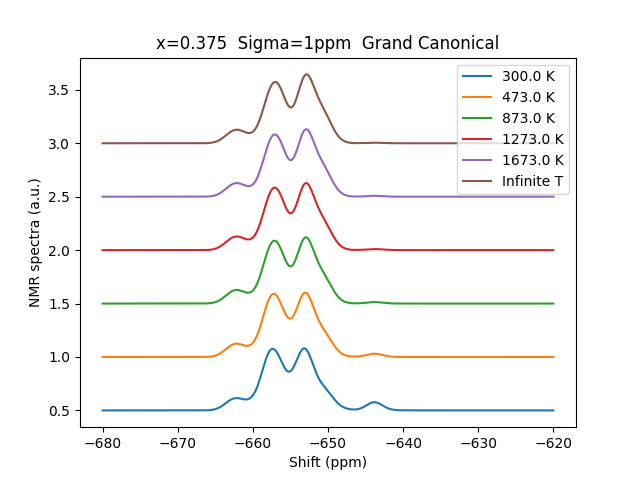 x=0.375  Sigma=1ppm  Grand Canonical
300.0 K
473.0 K
873.0 K
1273.0 K
1673.0 K
Infinite T
NMR spectra (a.u.)
3.5
3.0
2.5
2.0
1.5
1.0
0.5
−680 −670 −660 −650 −640 −630 −620
Shift (ppm)